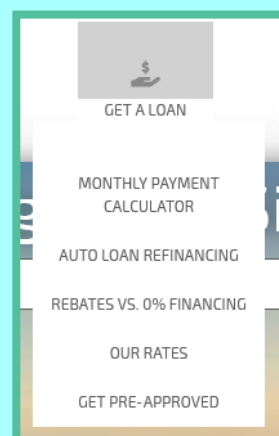 GET A LOAN
MONTHLY PAYMENT
CALCULATOR
AUTO LOAN REFINANCING
REBATES VS. 0% FINANCING
OUR RATES
GET PRE-APPROVED